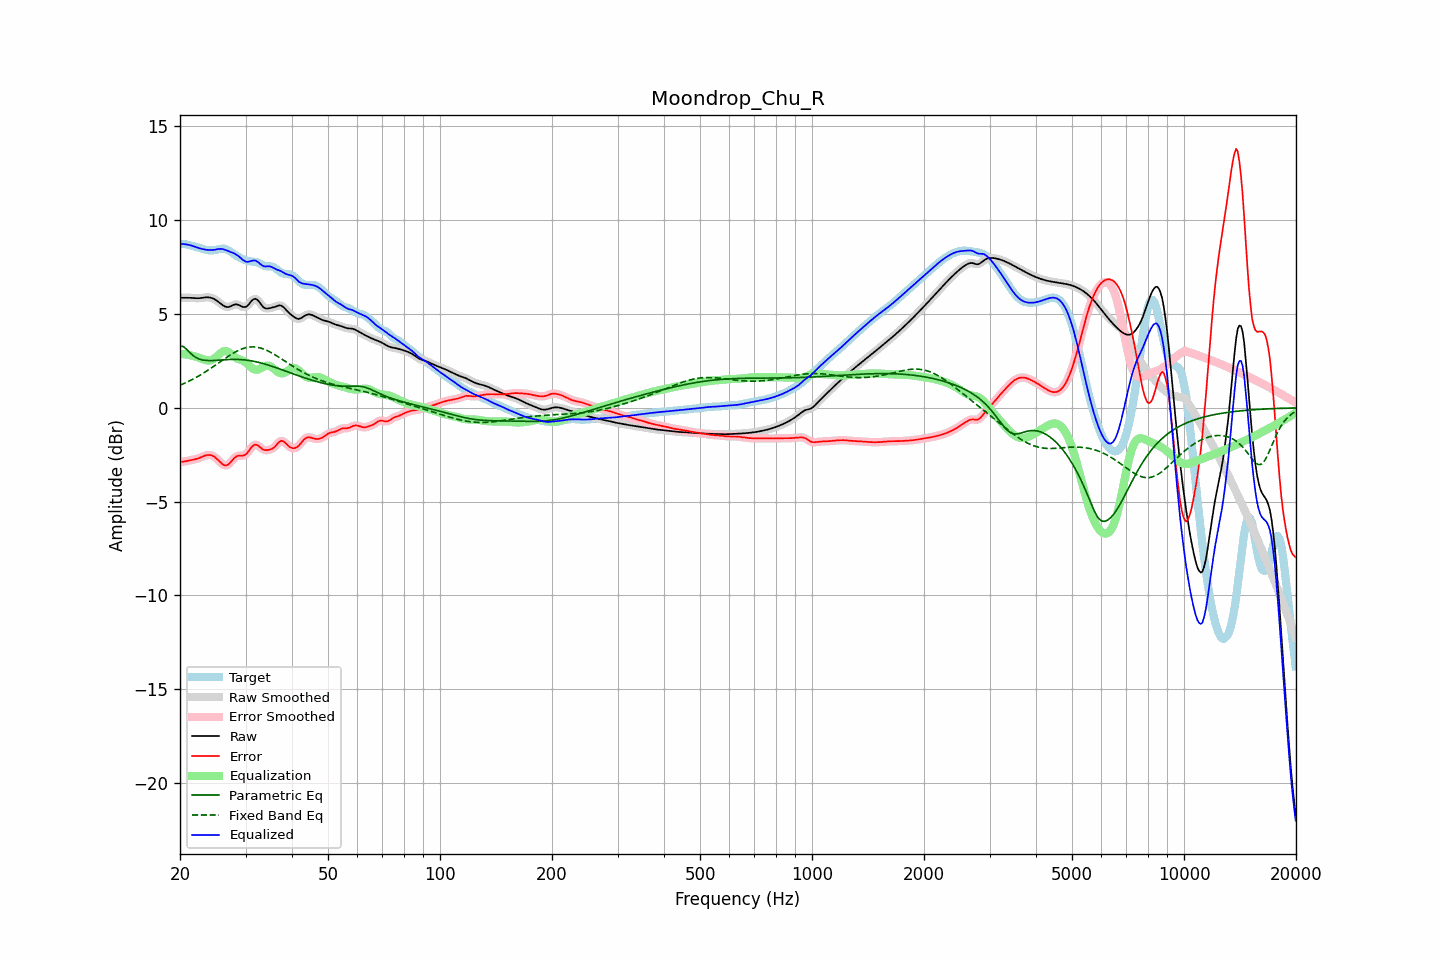 Moondrop_Chu_R
Amplitude (dBr)
15
10
5
0
−5
−10
−15
−20
Target
Raw Smoothed
Error Smoothed
Raw
Error
Equalization
Parametric Eq
Fixed Band Eq
Equalized
20 50 100 200 500 1000 2000 5000 10000 20000
Frequency (Hz)